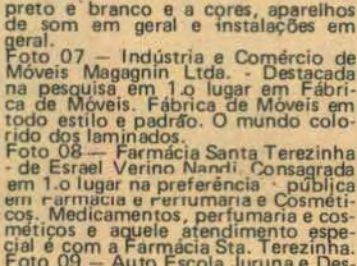 preto e branco e a cores, aparelhos
de som em geral e instalações em
geral.
Foto 07 — Indústria e Comércio de
Móveis Magagnin Ltda. - Destacada
na pesquisa em 1.o lugar em Fábri-
ca de Móveis. Fábrica de Móveis em
todo estilo e padrão. O mundo colo-
rido dos laminados.
Foto 08 — Farmácia Santa Terezinha
- de Esrael Verino Nandi. Consagrada
em 1.o lugar na preferência pública
em Farmácia e Perfumaria e Cosméti-
cos. Medicamentos, perfumaria e cos-
méticos e aquele atendimento espe-
cial é com a Farmácia Sta. Terezinha.
Foto 09 — Auto Escola Juruna e Des-